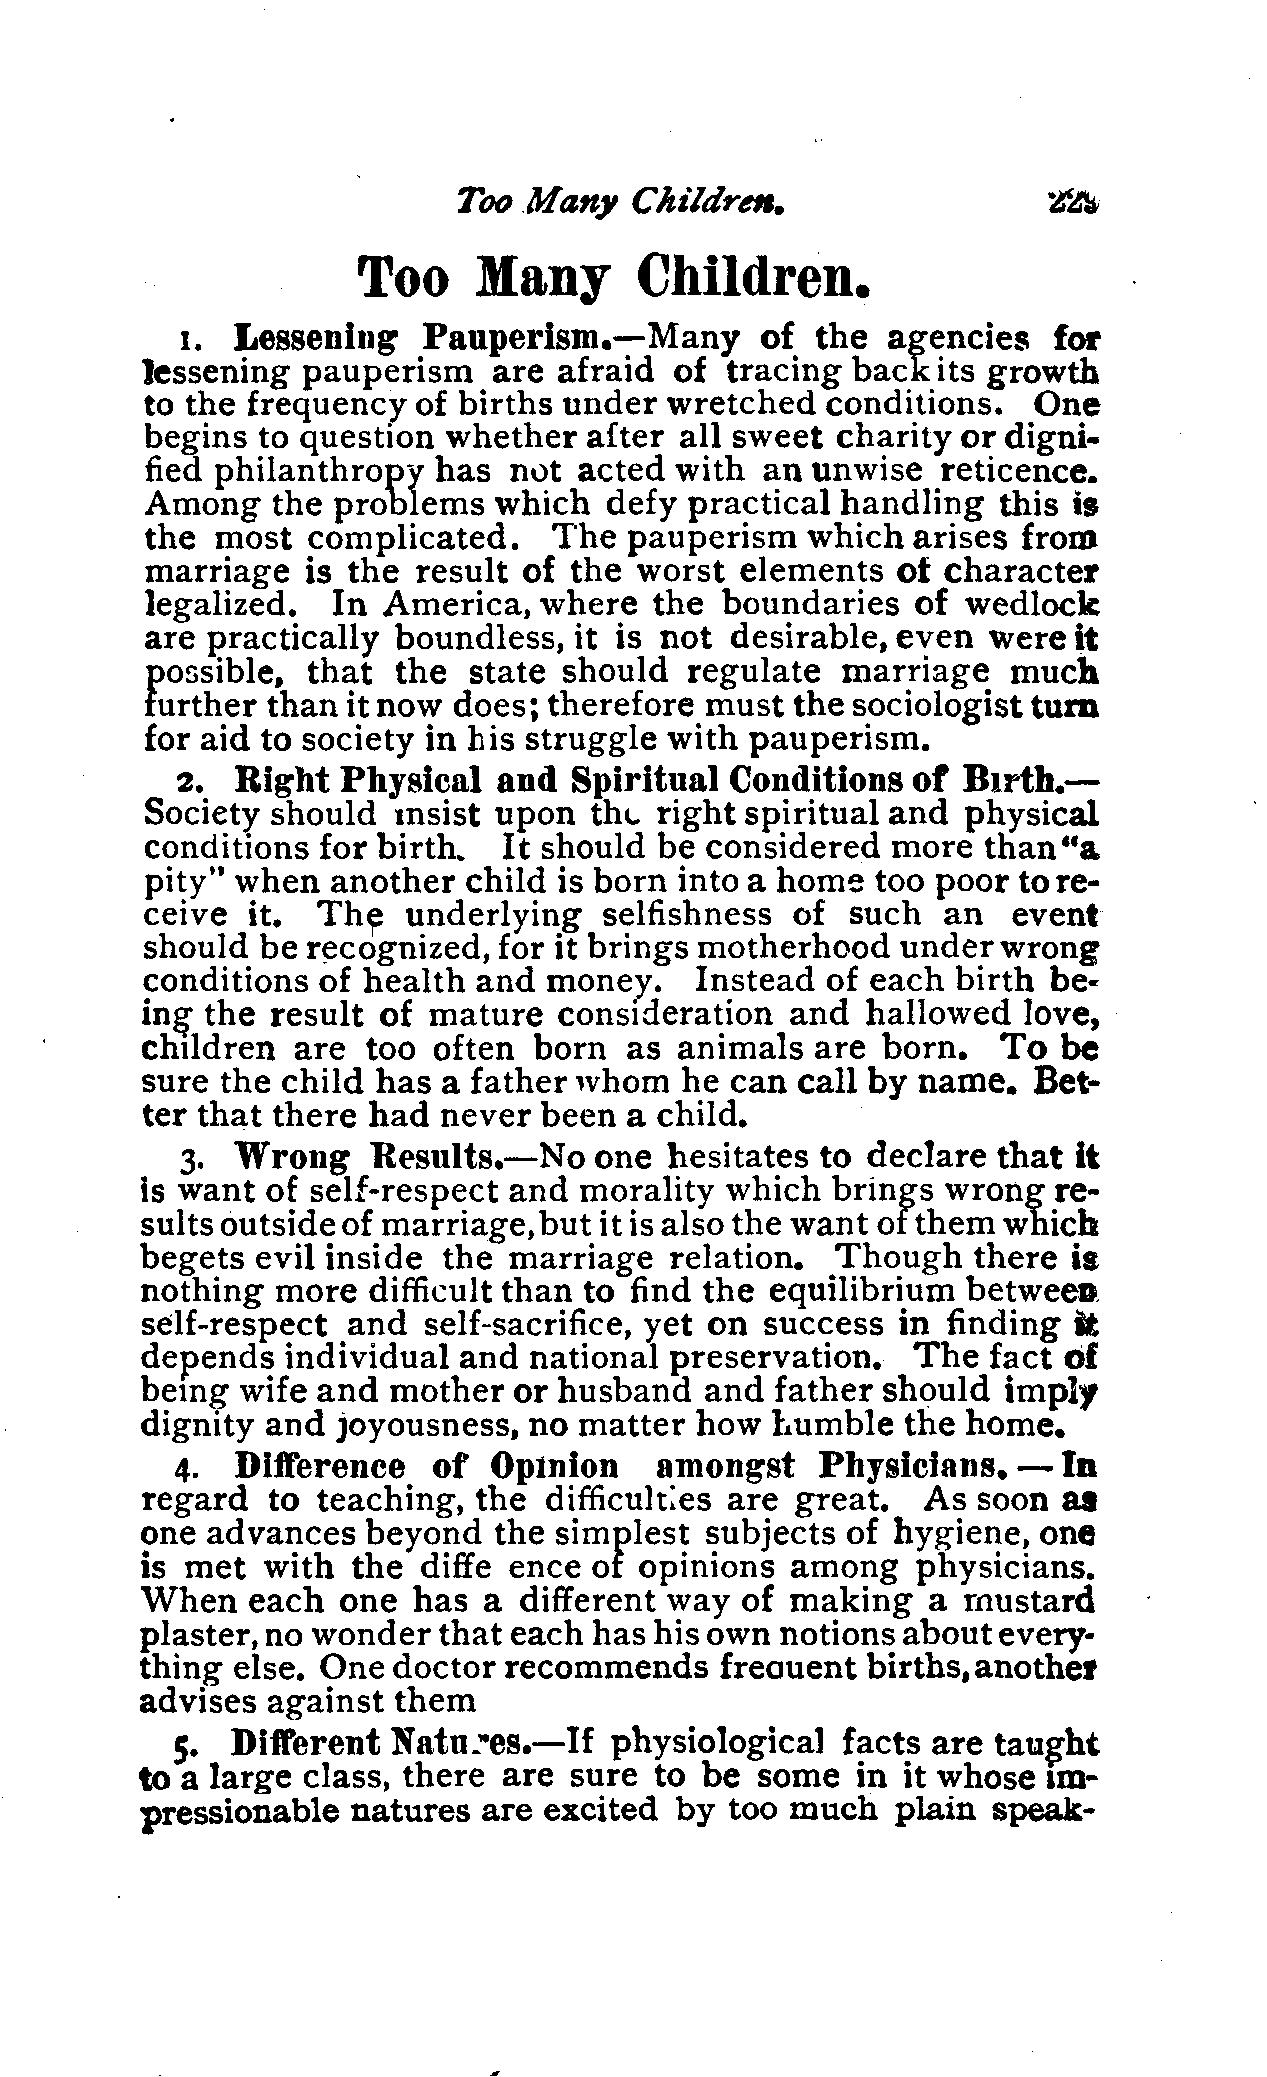 Too Many Children.
Too Many Children.
1. Lessening Pauperism.—Many of the agencies for
lessening pauperism are afraid of tracing back its growth
to the frequency of births under wretched conditions. One
begins to question whether after all sweet charity or digni-
fied philanthropy has not acted with an unwise reticence.
Among the problems which defy practical handling this is
the most complicated. The pauperism which arises from
marriage is the result of the worst elements of character
legalized. In America, where the boundaries of wedlock
are practically boundless, it is not desirable, even were it
possible, that the state should regulate marriage much
further than it now does; therefore must the sociologist turn
for aid to society in his struggle with pauperism.
2. Right Physical and Spiritual Conditions of Birth.—
Society should insist upon the right spiritual and physical
conditions for birth. It should be considered more than "a
pity" when another child is born into a home too poor to re-
ceive it. The underlying selfishness of such an event
should be recognized, for it brings motherhood under wrong
conditions of health and money. Instead of each birth be-
ing the result of mature consideration and hallowed love,
children are too often born as animals are born. To be
sure the child has a father whom he can call by name. Bet-
ter that there had never been a child.
3. Wrong Results.—No one hesitates to declare that it
is want of self-respect and morality which brings wrong re-
sults outside of marriage, but it is also the want of them which
begets evil inside the marriage relation. Though there is
nothing more difficult than to find the equilibrium between
self-respect and self-sacrifice, yet on success in finding it
depends individual and national preservation. The fact of
being wife and mother or husband and father should imply
dignity and joyousness, no matter how humble the home.
4. Difference of Opinion amongst Physicians.—In
regard to teaching, the difficulties are great. As soon as
one advances beyond the simplest subjects of hygiene, one
is met with the diffe ence of opinions among physicians.
When each one has a different way of making a mustard
plaster, no wonder that each has his own notions about every-
thing else. One doctor recommends frequent births, another
advises against them
5. Different Natures.—If physiological facts are taught
to a large class, there are sure to be some in it whose im-
pressionable natures are excited by too much plain speak-